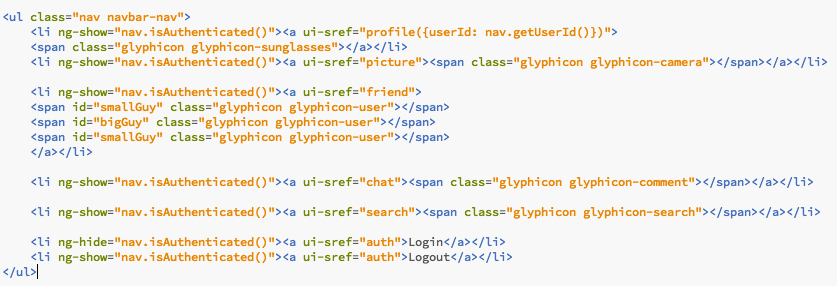 <ul class="nav navbar-nav">
<li ng-show="nav.isAuthenticated()"><a ui-sref="profile({userId: nav.getUserId()})">
<span class="glyphicon glyphicon-sunglasses"></a></li>
<li ng-show="nav.isAuthenticated()"><a ui-sref="picture"><span class="glyphicon glyphicon-camera"></span></a></li>
<li ng-show="nav.isAuthenticated()"><a ui-sref="friend">
<span id="smallGuy" class="glyphicon glyphicon-user"></span>
<span id="bigGuy" class="glyphicon glyphicon-user"></span>
<span id="smallGuy" class="glyphicon glyphicon-user"></span>
</a></li>
<li ng-show="nav.isAuthenticated()"><a ui-sref="chat"><span class="glyphicon glyphicon-comment"></span></a></li>
<li ng-show="nav.isAuthenticated()"><a ui-sref="search"><span class="glyphicon glyphicon-search"></span></a></li>
<li ng-hide="nav.isAuthenticated()"><a ui-sref="auth">Login</a></li>
<li ng-show="nav.isAuthenticated()"><a ui-sref="auth">Logout</a></li>
</ul>